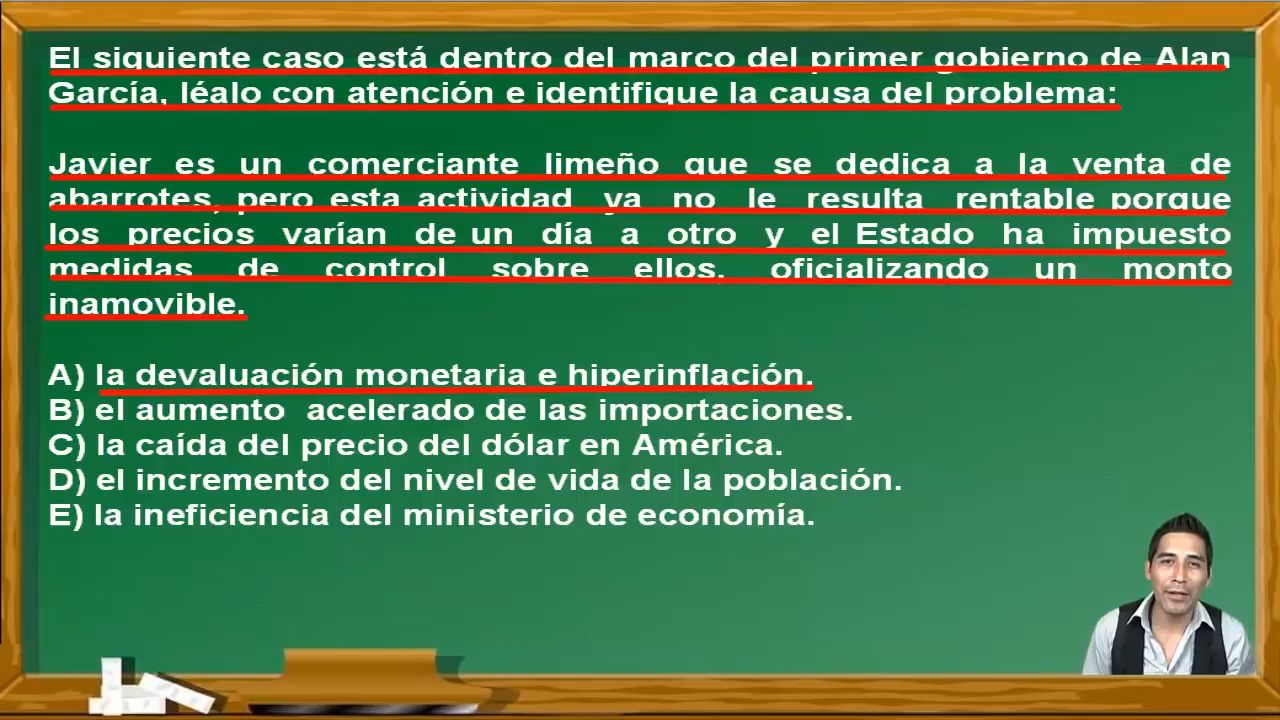 El siguiente caso está dentro del marco del primer gobierno de Alan
García, léalo con atención e identifique la causa del problema:
Javier es un comerciante limeño que se dedica a la venta de
abarrotes, pero esta actividad ya no le resulta rentable porque
los precios varían de un día a otro y el Estado ha impuesto
medidas de control sobre ellos, oficializando un monto
inamovible.
A) la devaluación monetaria e hiperinflación.
B) el aumento acelerado de las importaciones.
C) la caída del precio del dólar en América.
D) el incremento del nivel de vida de la población.
E) la ineficiencia del ministerio de economía.